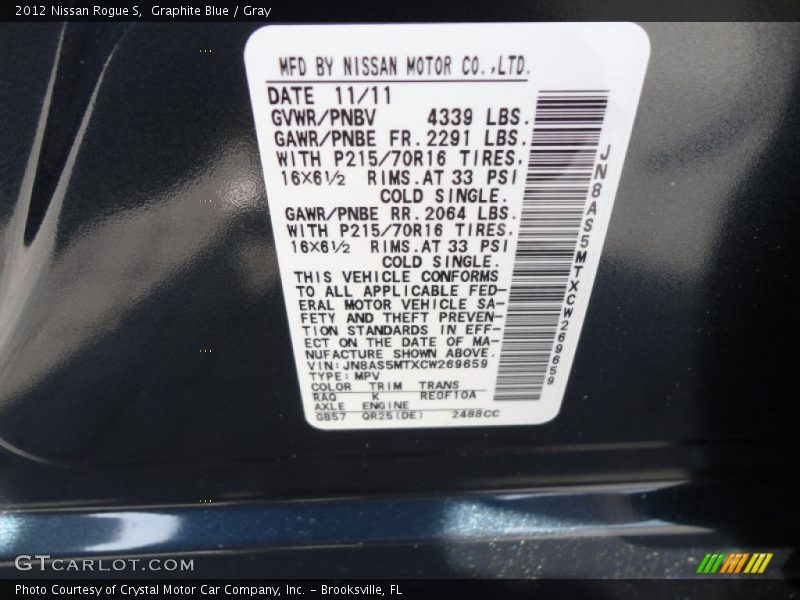 2012 Nissan Rogue S,  Graphite Blue / Gray
MFD BY NISSAN MOTOR CO.,LTD.
DATE 11/11
GVWR/PNBV 4339 LBS.
GAWR/PNBE FR. 2291 LBS.
WITH P215/70R16 TIRES.
16X6½ RIMS. AT 33 PSI
COLD SINGLE.
GAWR/PNBE RR. 2064 LBS.
WITH P215/70R16 TIRES.
16X6½ RIMS. AT 33 PSI
COLD SINGLE.
THIS VEHICLE CONFORMS
TO ALL APPLICABLE FED-
ERAL MOTOR VEHICLE SA-
FETY AND THEFT PREVEN-
TION STANDARDS IN EFF-
ECT ON THE DATE OF MA-
NUFACTURE SHOWN ABOVE.
VIN: JN8AS5MTXCW269659
TYPE: MPV
COLOR TRIM TRANS
RAQ K RE0F10A
AXLE ENGINE
GB57 QR25(DE) 2488CC
JN8AS5MTXCW269659
GTCARLOT.COM
Photo Courtesy of Crystal Motor Car Company, Inc. - Brooksville, FL